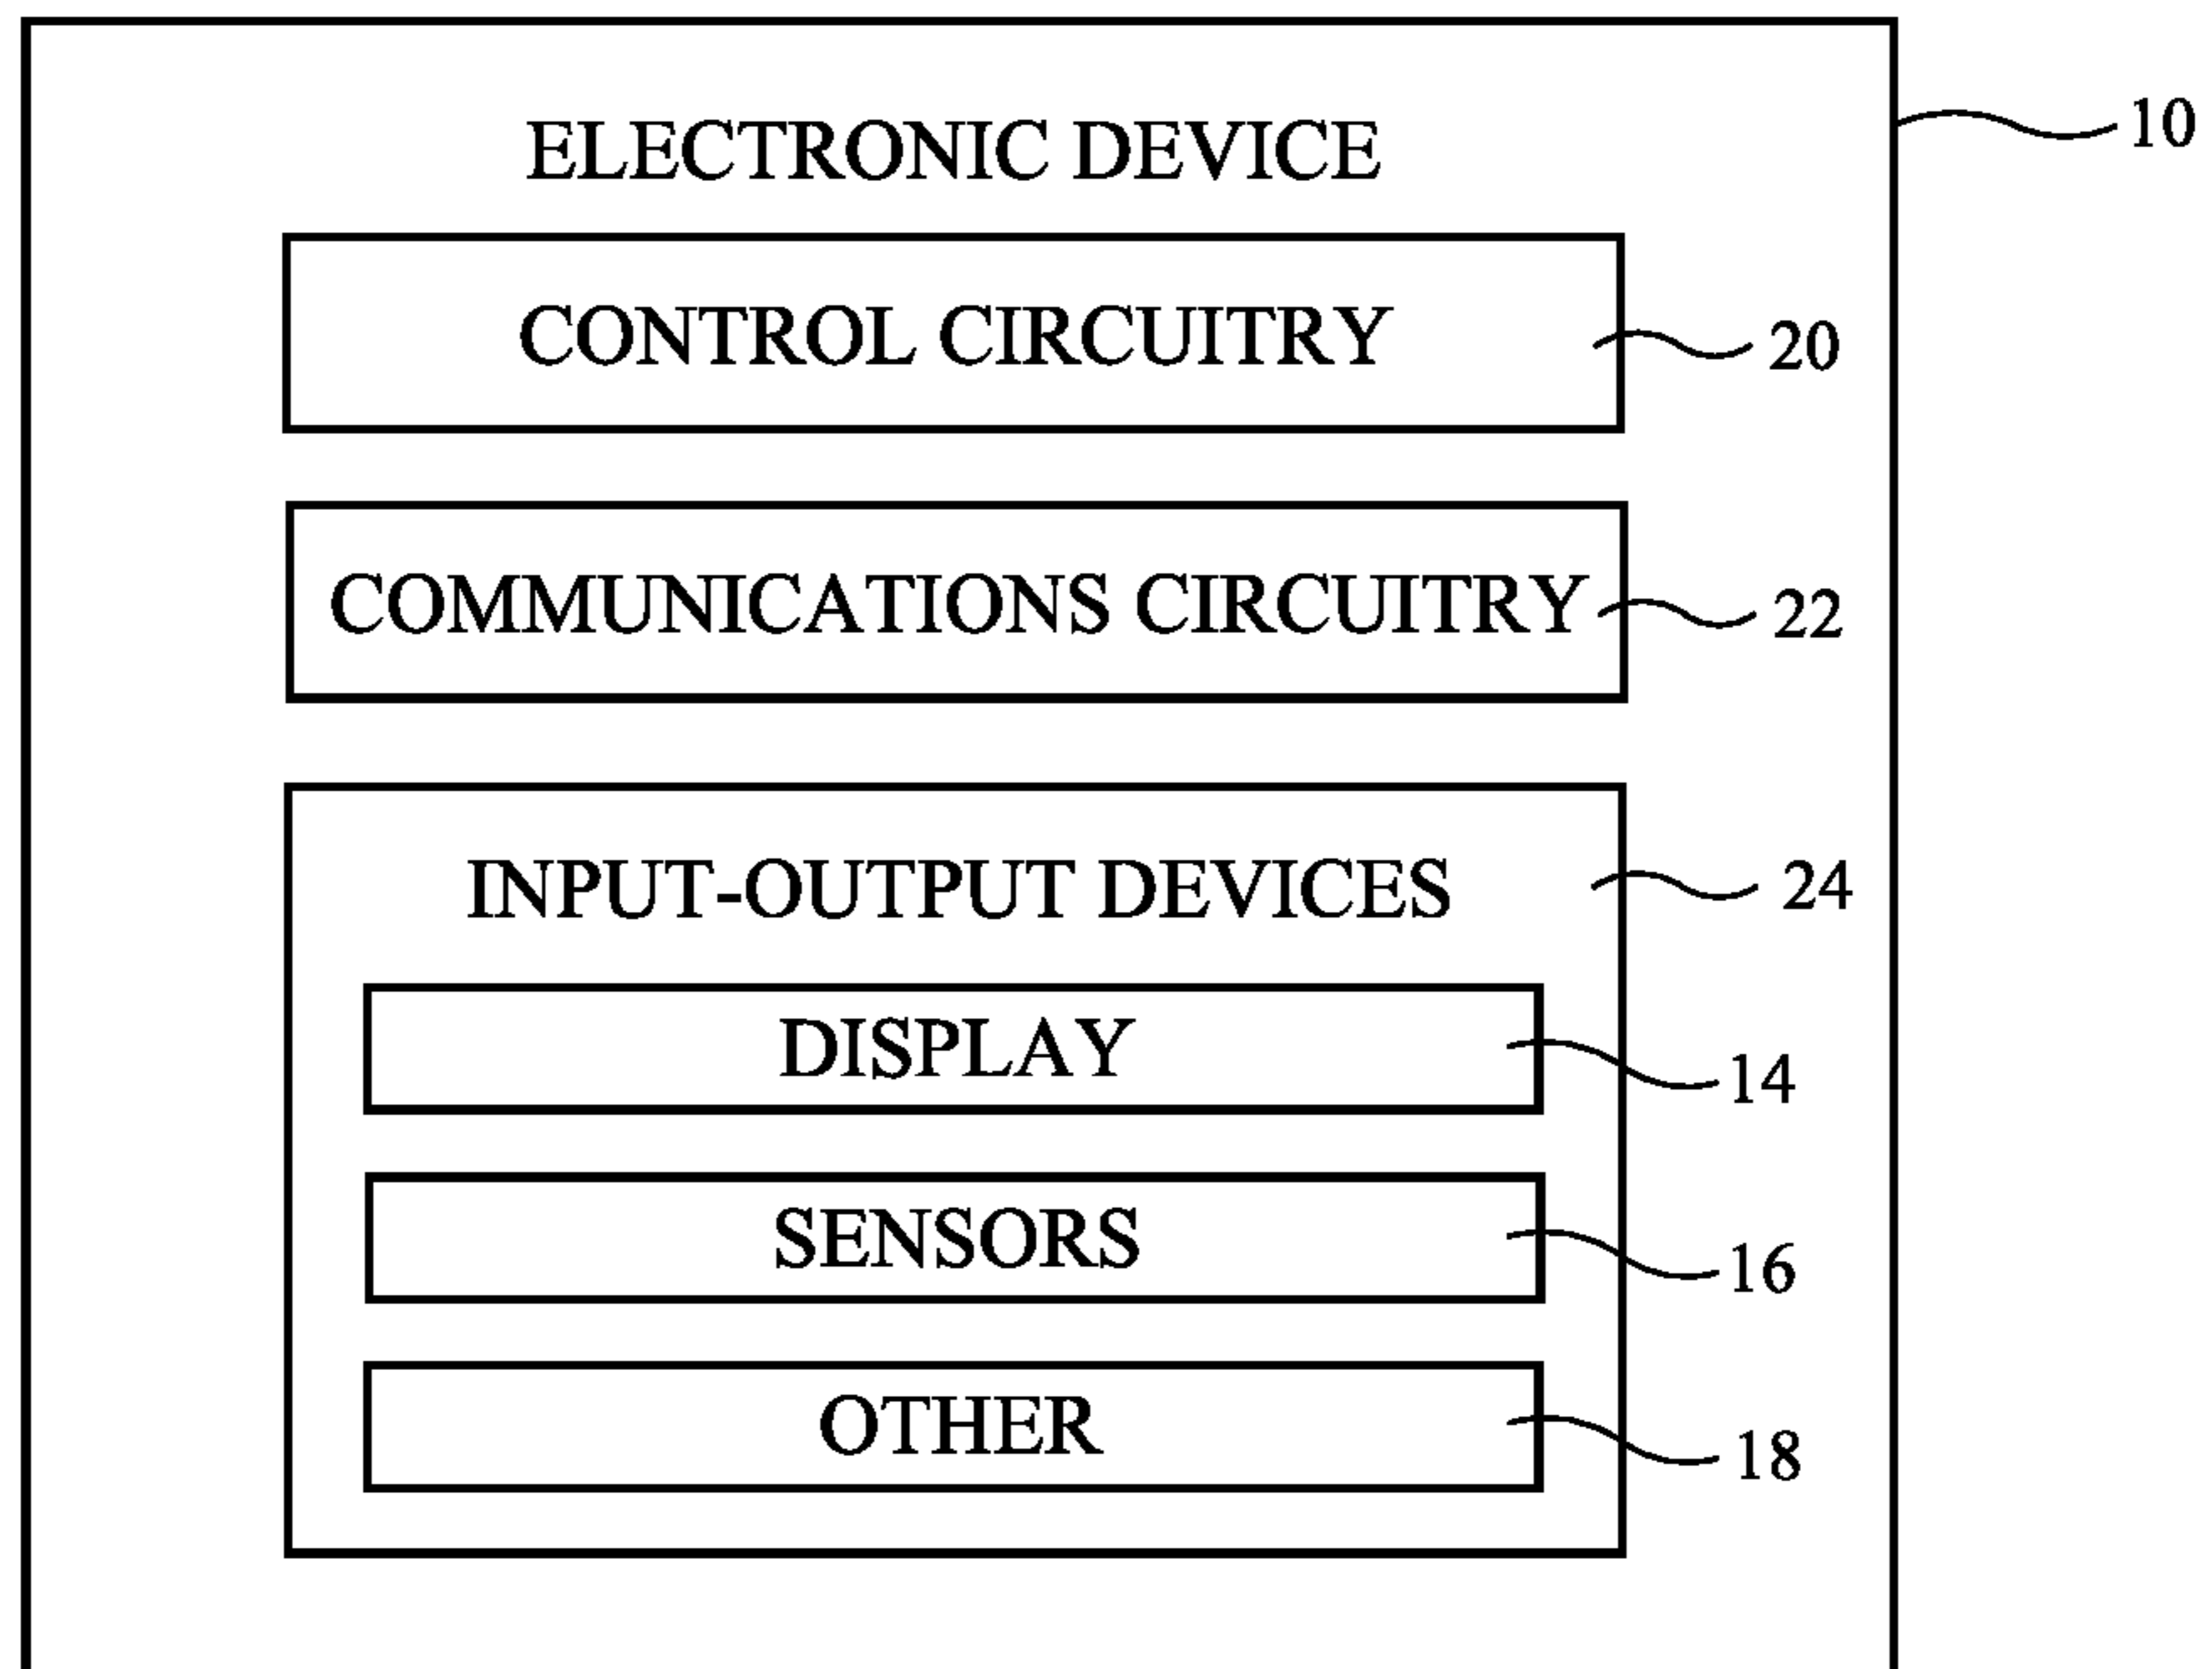 ELECTRONIC DEVICE
10
CONTROL CIRCUITRY
20
COMMUNICATIONS CIRCUITRY
22
INPUT-OUTPUT DEVICES
24
DISPLAY
14
SENSORS
16
OTHER
18